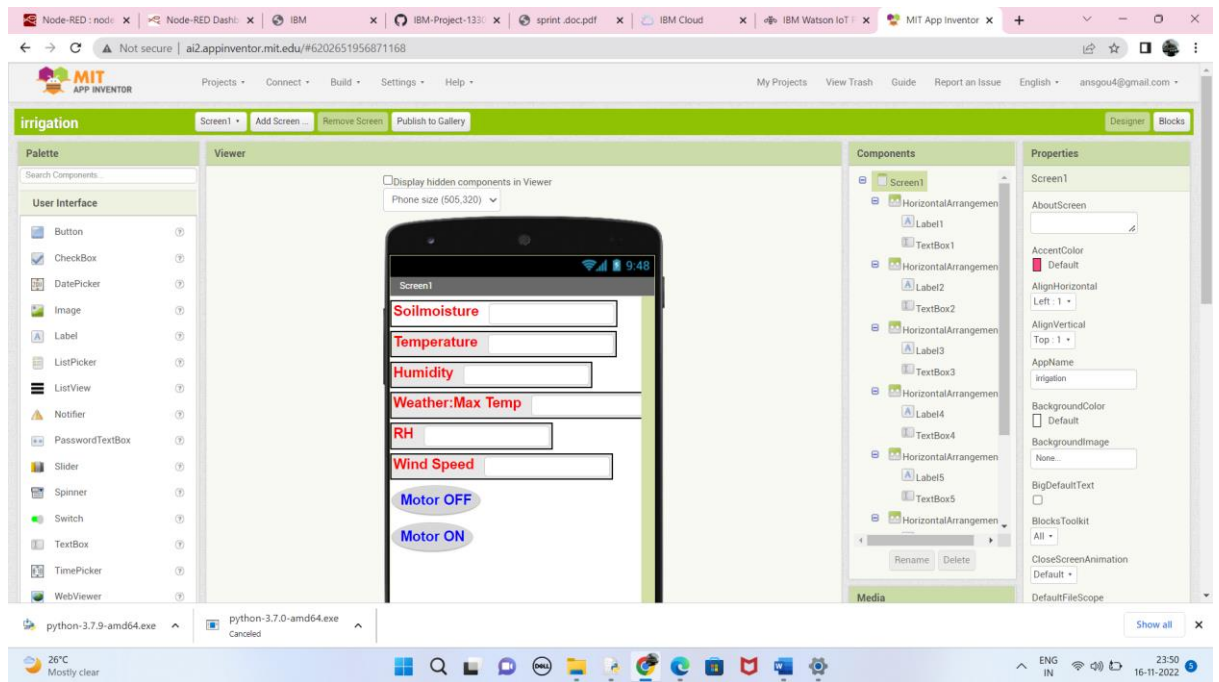 Node-RED : node
Node-RED Dashb
IBM
IBM-Project-1330
sprint .doc.pdf
IBM Cloud
IBM Watson IoT P
MIT App Inventor
Not secure | ai2.appinventor.mit.edu/#6202651956871168
MIT
APP INVENTOR
Projects
Connect
Build
Settings
Help
My Projects
View Trash
Guide
Report an Issue
English
ansgou4@gmail.com
irrigation
Screen1
Add Screen ...
Remove Screen
Publish to Gallery
Designer
Blocks
Palette
Search Components...
User Interface
Button
CheckBox
DatePicker
Image
Label
ListPicker
ListView
Notifier
PasswordTextBox
Slider
Spinner
Switch
TextBox
TimePicker
WebViewer
Viewer
Display hidden components in Viewer
Phone size (505,320)
9:48
Screen1
Soilmoisture
Temperature
Humidity
Weather:Max Temp
RH
Wind Speed
Motor OFF
Motor ON
Components
Screen1
HorizontalArrangemen
Label1
TextBox1
HorizontalArrangemen
Label2
TextBox2
HorizontalArrangemen
Label3
TextBox3
HorizontalArrangemen
Label4
TextBox4
HorizontalArrangemen
Label5
TextBox5
HorizontalArrangemen
Rename
Delete
Media
Properties
Screen1
AboutScreen
AccentColor
Default
AlignHorizontal
Left : 1
AlignVertical
Top : 1
AppName
irrigation
BackgroundColor
Default
BackgroundImage
None...
BigDefaultText
BlocksToolkit
All
CloseScreenAnimation
Default
DefaultFileScope
python-3.7.9-amd64.exe
python-3.7.0-amd64.exe
Canceled
Show all
26°C
Mostly clear
DELL
ENG
IN
23:50
16-11-2022
5